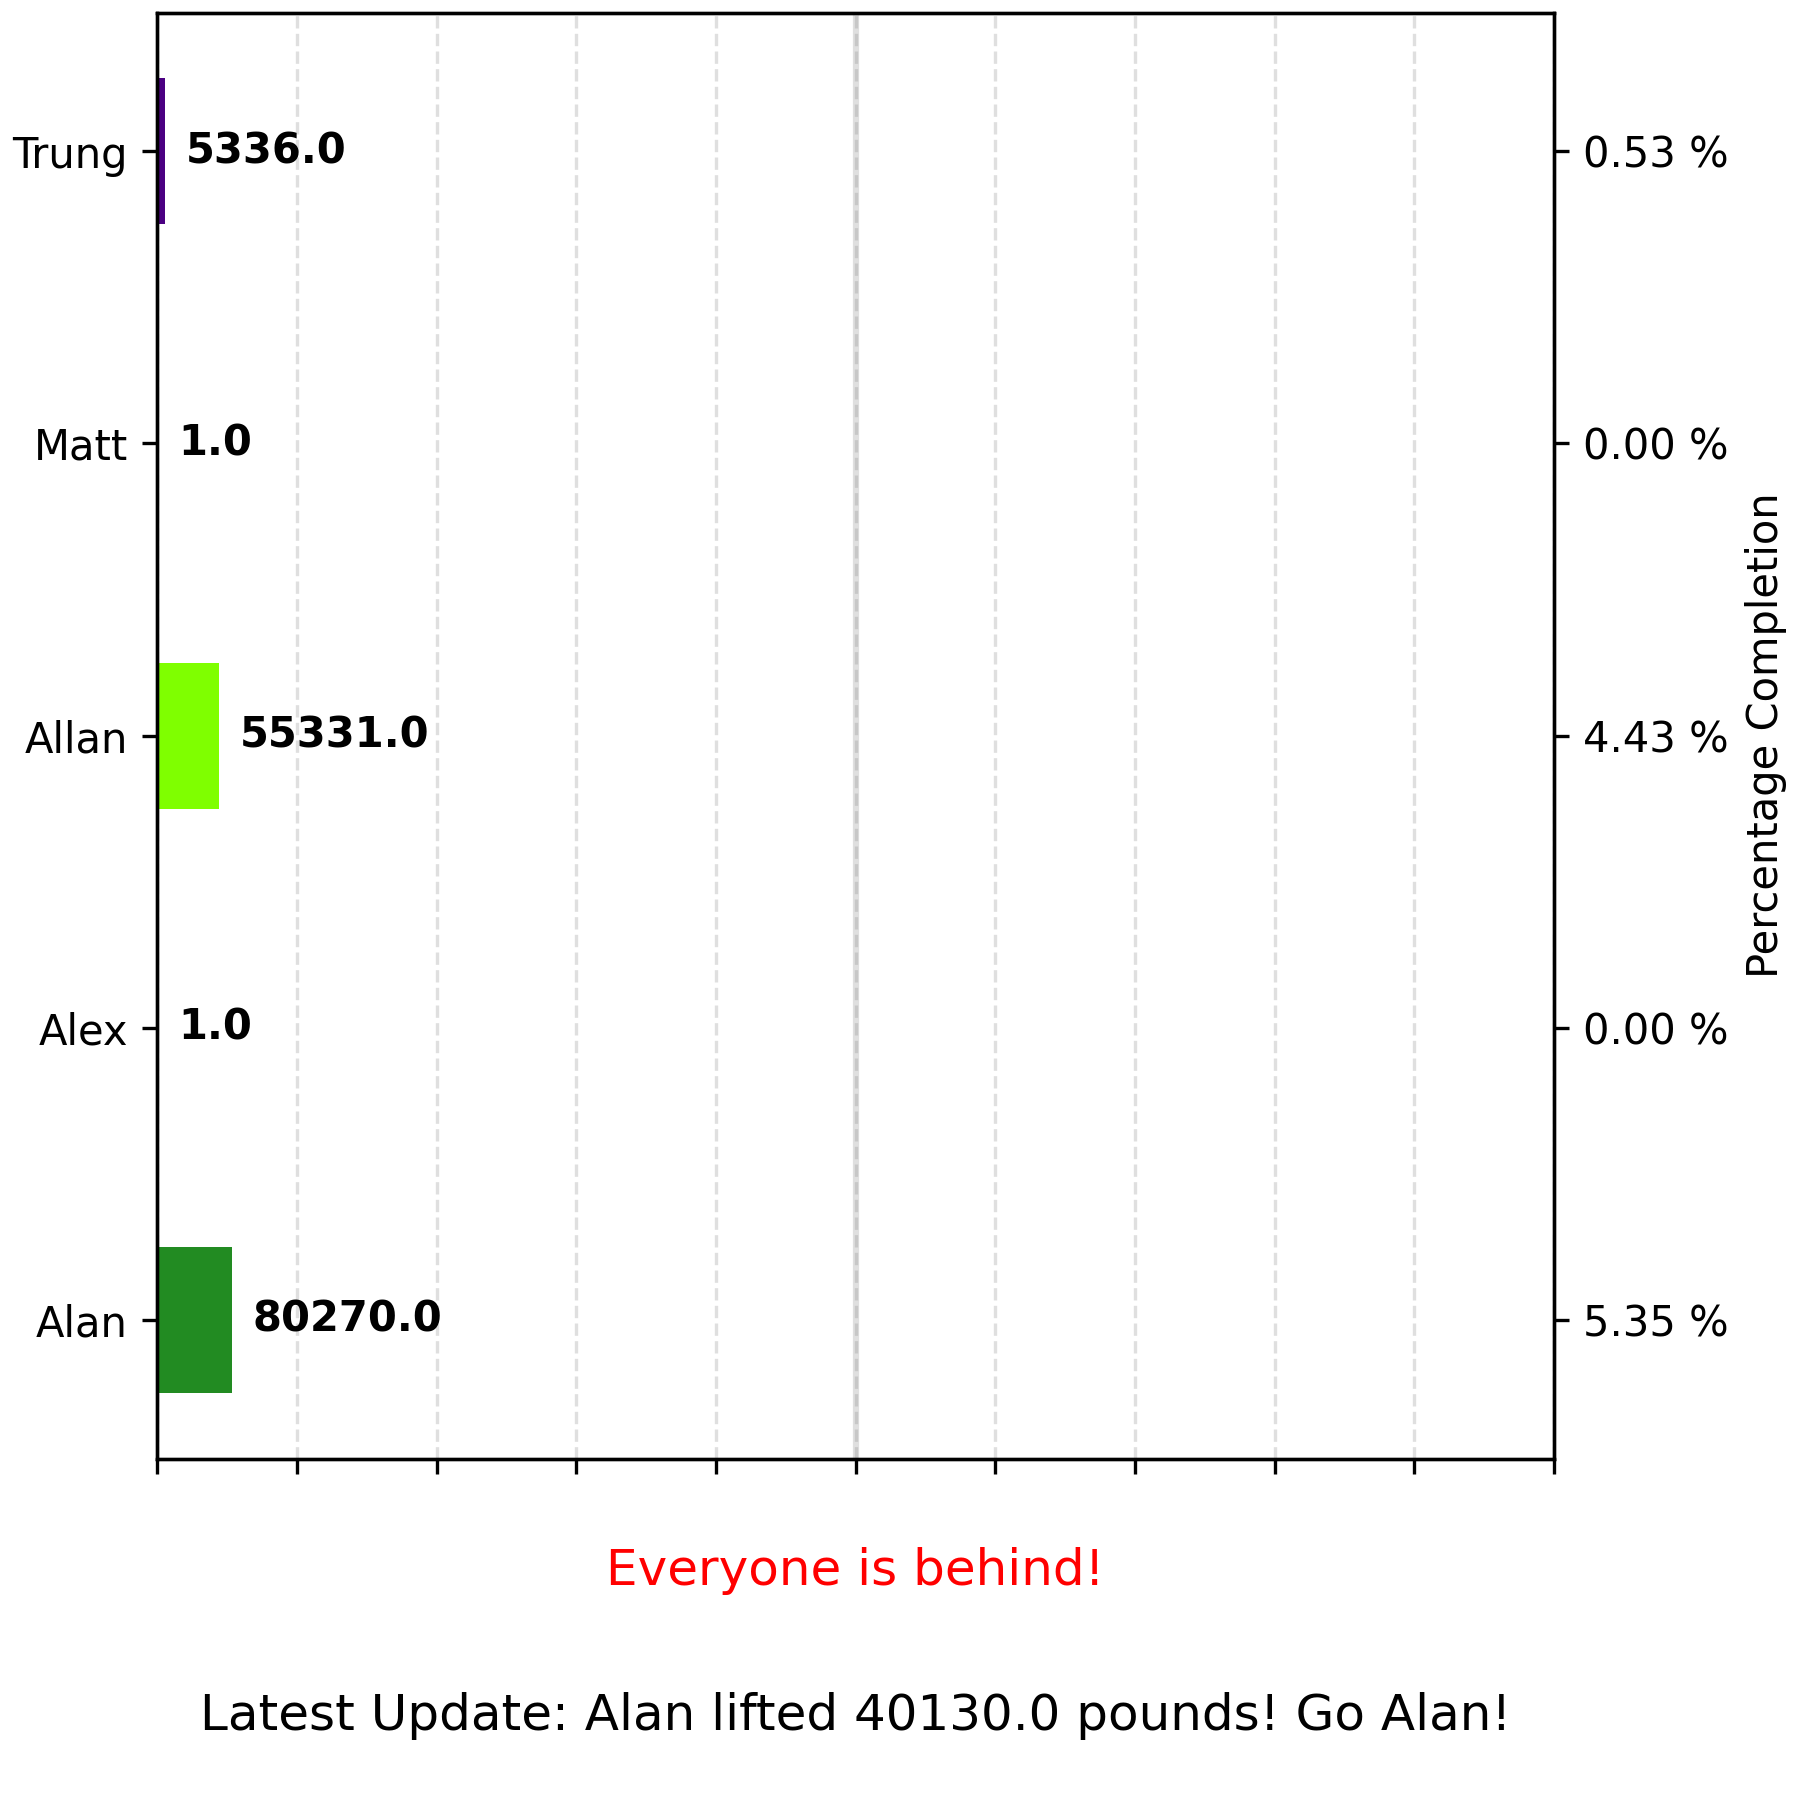 Trung 5336.0 0.53 %
Matt 1.0 0.00 %
Allan 55331.0 4.43 %
Alex 1.0 0.00 %
Alan 80270.0 5.35 %
Percentage Completion
Everyone is behind!
Latest Update: Alan lifted 40130.0 pounds! Go Alan!